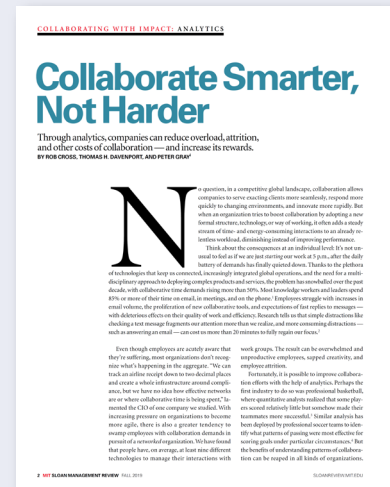 COLLABORATING WITH IMPACT: ANALYTICS
Collaborate Smarter,
Not Harder
Through analytics, companies can reduce overload, attrition,
and other costs of collaboration — and increase its rewards.
BY ROB CROSS, THOMAS H. DAVENPORT, AND PETER GRAY
No question, in a competitive global landscape, collaboration allows
companies to serve exacting clients more seamlessly, respond more
quickly to changing environments, and innovate more rapidly. But
when an organization tries to boost collaboration by adopting a new
formal structure, technology, or way of working, it often adds a steady
stream of time- and energy-consuming interactions to an already re-
lentless workload, diminishing instead of improving performance.
Think about the consequences at an individual level: It's not un-
usual to feel as if we are just starting our work at 5 p.m., after the daily
battery of demands has finally quieted down. Thanks to the plethora
of technologies that keep us connected, increasingly integrated global operations, and the need for a multi-
disciplinary approach to deploying complex products and services, the problem has snowballed over the past
decade, with collaborative time demands rising more than 50%. Most knowledge workers and leaders spend
85% or more of their time on email, in meetings, and on the phone.¹ Employees struggle with increases in
email volume, the proliferation of new collaborative tools, and expectations of fast replies to messages —
with deleterious effects on their quality of work and efficiency. Research tells us that simple distractions like
checking a text message fragments our attention more than we realize, and more consuming distractions —
such as answering an email — can cost us more than 20 minutes to fully regain our focus.²
Even though employees are acutely aware that
they're suffering, most organizations don't recog-
nize what's happening in the aggregate. "We can
track an airline receipt down to two decimal places
and create a whole infrastructure around compli-
ance, but we have no idea how effective networks
are or where collaborative time is being spent," la-
mented the CIO of one company we studied. With
increasing pressure on organizations to become
more agile, there is also a greater tendency to
swamp employees with collaboration demands in
pursuit of a networked organization. We have found
that people have, on average, at least nine different
technologies to manage their interactions with
work groups. The result can be overwhelmed and
unproductive employees, sapped creativity, and
employee attrition.
Fortunately, it is possible to improve collabora-
tion efforts with the help of analytics. Perhaps the
first industry to do so was professional basketball,
where quantitative analysts realized that some play-
ers scored relatively little but somehow made their
teammates more successful.³ Similar analysis has
been deployed by professional soccer teams to iden-
tify what patterns of passing were most effective for
scoring goals under particular circumstances.⁴ But
the benefits of understanding patterns of collabora-
tion can be reaped in all kinds of organizations.
2 MIT SLOAN MANAGEMENT REVIEW FALL 2019
SLOANREVIEW.MIT.EDU